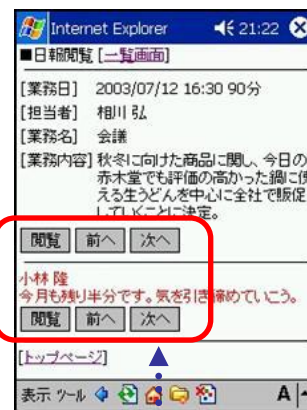 Internet Explorer 21:22
■日報閲覧 [一覧画面]
[業務日] 2003/07/12 16:30 90分
[担当者] 相川 弘
[業務名] 会議
[業務内容] 秋冬に向けた商品に関し、今日の
赤木堂でも評価の高かった鍋に使
える生うどんを中心に全社で販促
していくことに決定。
閲覧 前へ 次へ
小林 隆
今月も残り半分です。気を引き締めていこう。
閲覧 前へ 次へ
[トップページ]
表示 ツール A